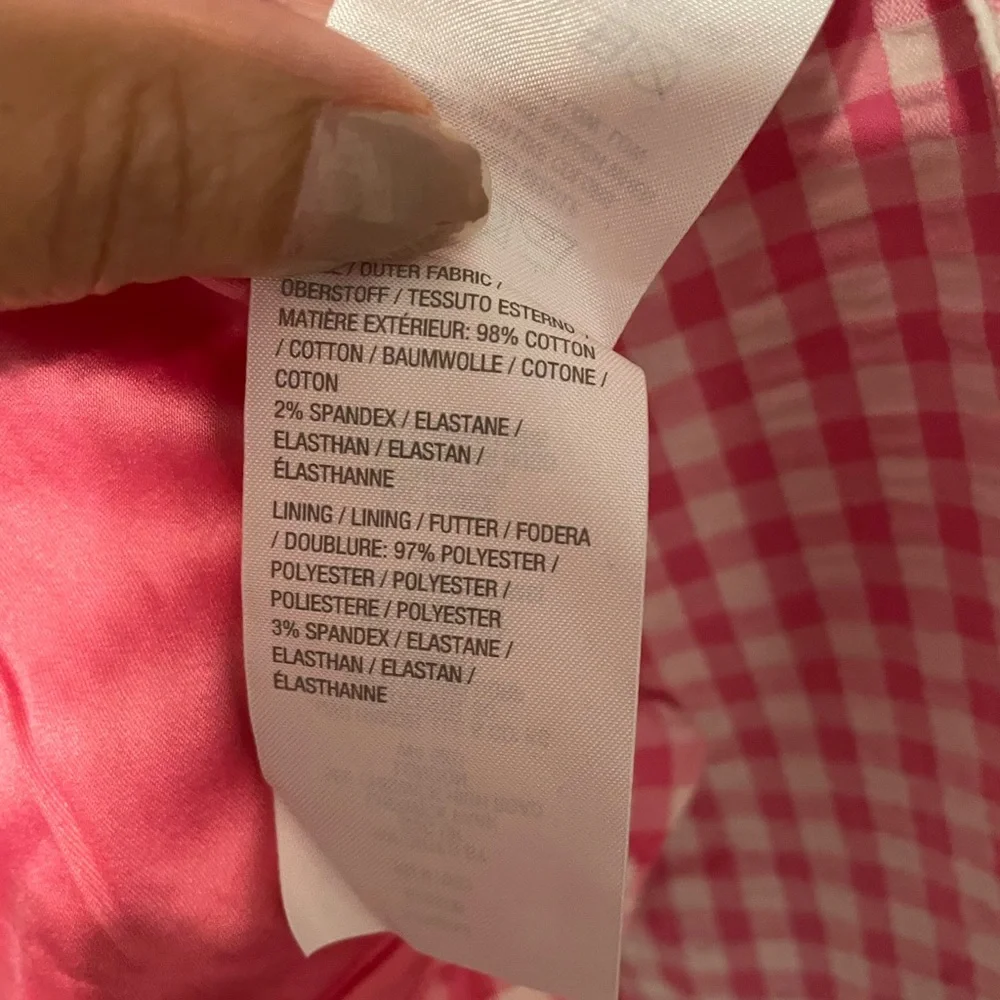 / OUTER FABRIC /
OBERSTOFF / TESSUTO ESTERNO /
MATIÈRE EXTÉRIEUR: 98% COTTON
/ COTTON / BAUMWOLLE / COTONE /
COTON
2% SPANDEX / ELASTANE /
ELASTHAN / ELASTAN /
ÉLASTHANNE
LINING / LINING / FUTTER / FODERA
/ DOUBLURE: 97% POLYESTER /
POLYESTER / POLYESTER /
POLIESTERE / POLYESTER
3% SPANDEX / ELASTANE /
ELASTHAN / ELASTAN /
ÉLASTHANNE